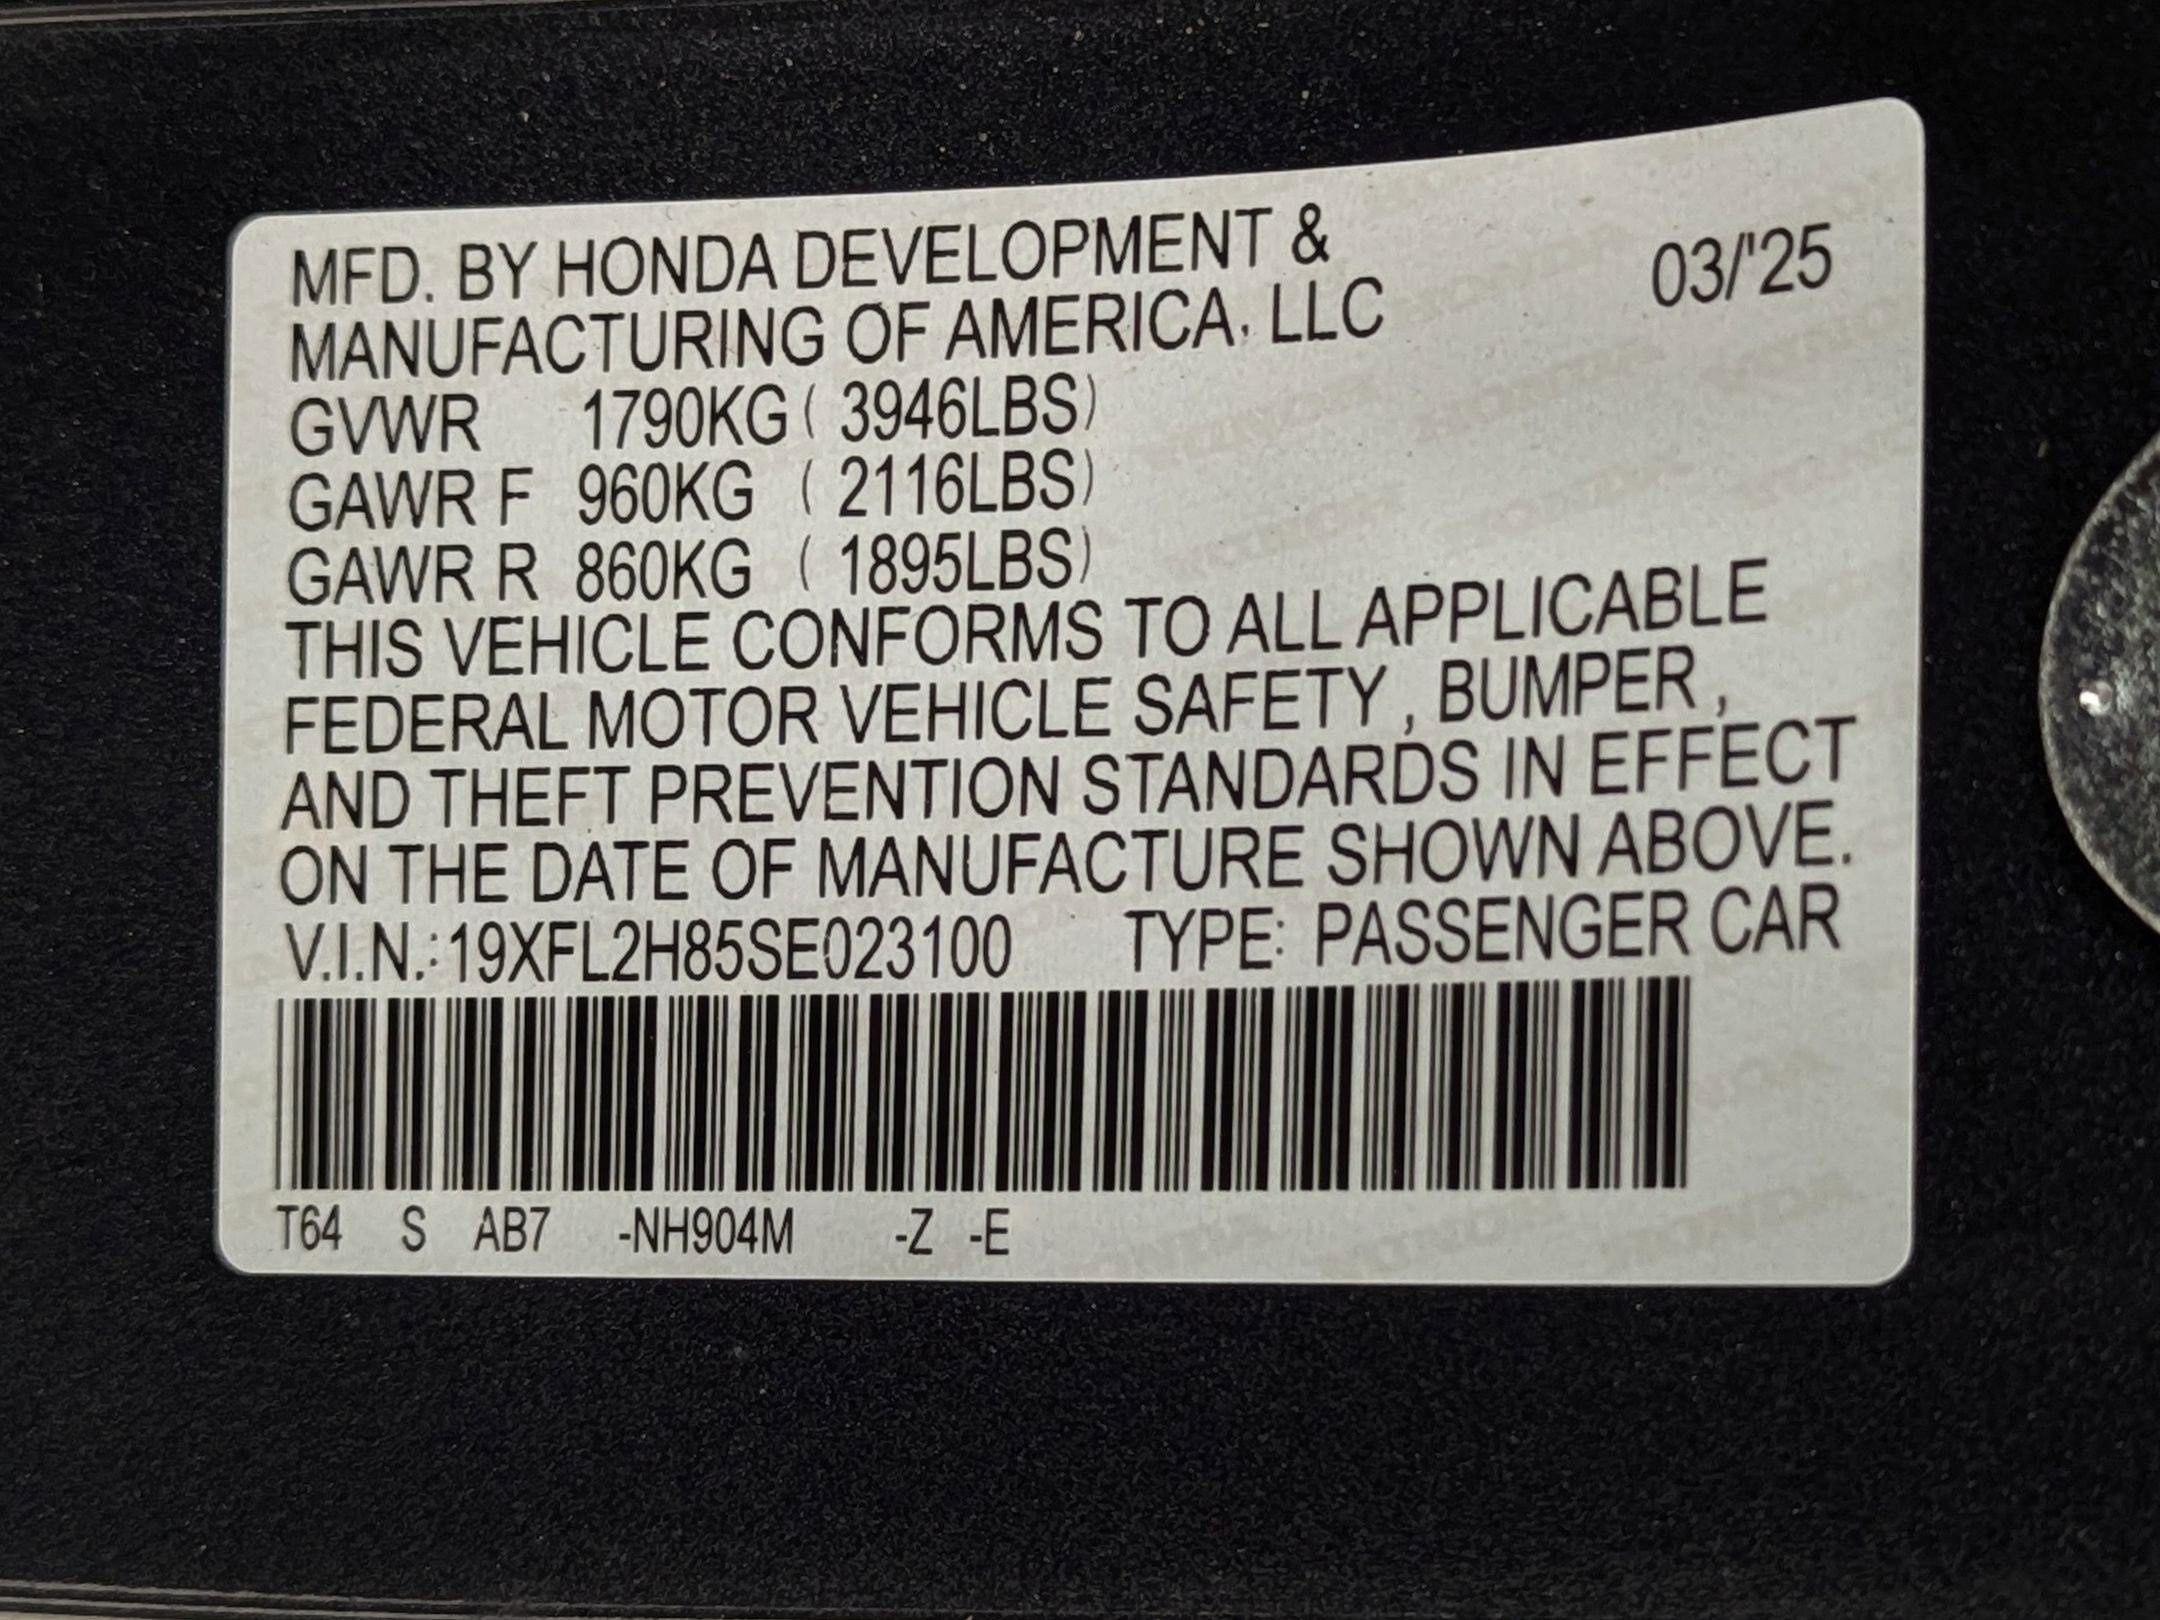 MFD. BY HONDA DEVELOPMENT & 03/'25
MANUFACTURING OF AMERICA, LLC
GVWR 1790KG ( 3946LBS)
GAWR F 960KG ( 2116LBS)
GAWR R 860KG ( 1895LBS)
THIS VEHICLE CONFORMS TO ALL APPLICABLE
FEDERAL MOTOR VEHICLE SAFETY , BUMPER ,
AND THEFT PREVENTION STANDARDS IN EFFECT
ON THE DATE OF MANUFACTURE SHOWN ABOVE.
V.I.N.:19XFL2H85SE023100 TYPE: PASSENGER CAR
T64 S AB7 -NH904M -Z -E